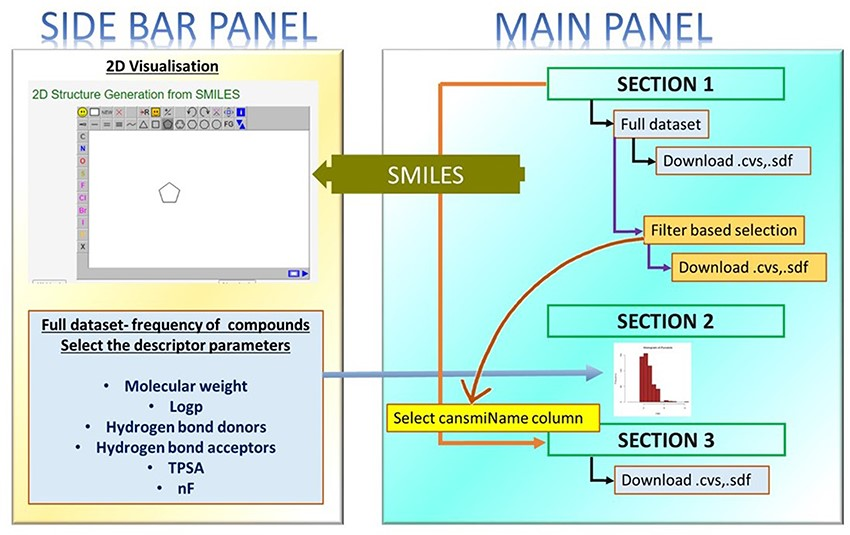 SIDE BAR PANEL
2D Visualisation
2D Structure Generation from SMILES
NEW
+R
FG
C
N
O
S
F
Cl
Br
I
X
Full dataset- frequency of compounds
Select the descriptor parameters
• Molecular weight
• Logp
• Hydrogen bond donors
• Hydrogen bond acceptors
• TPSA
• nF
MAIN PANEL
SECTION 1
Full dataset
Download .cvs,.sdf
SMILES
Filter based selection
Download .cvs,.sdf
SECTION 2
Select cansmiName column
SECTION 3
Download .cvs,.sdf